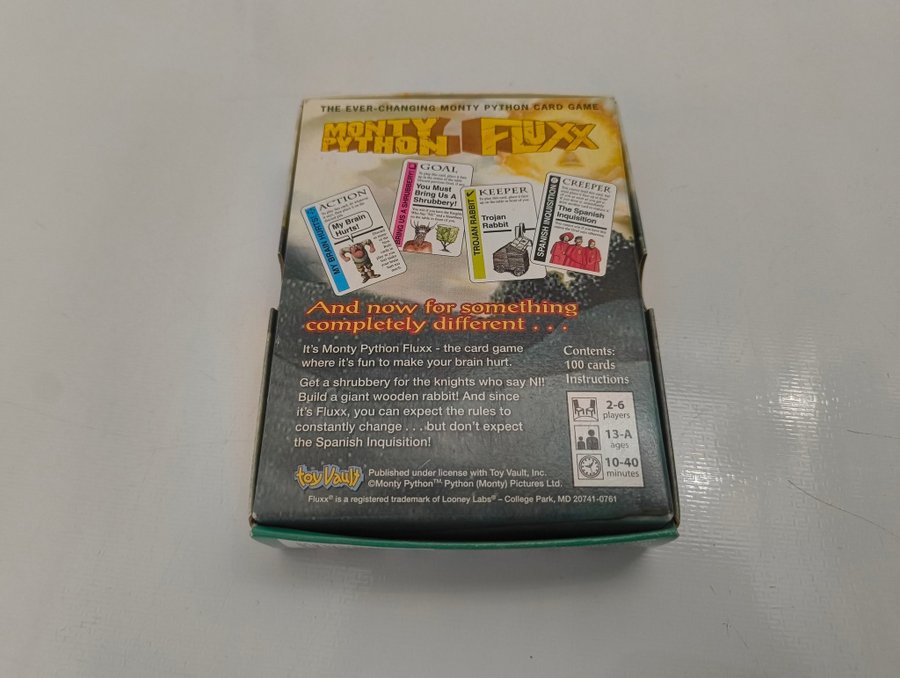 THE EVER-CHANGING MONTY PYTHON CARD GAME
MONTY PYTHON FLUXX
ACTION
MY BRAIN HURTS
My Brain
Hurts!
GOAL
BRING US A SHRUBBERY!
You Must
Bring Us A
Shrubbery!
KEEPER
TROJAN RABBIT
Trojan
Rabbit
CREEPER
SPANISH INQUISITION
The Spanish
Inquisition
And now for something
completely different . . .
It's Monty Python Fluxx - the card game
where it's fun to make your brain hurt.
Get a shrubbery for the knights who say NI!
Build a giant wooden rabbit! And since
it's Fluxx, you can expect the rules to
constantly change . . . but don't expect
the Spanish Inquisition!
Contents:
100 cards
Instructions
2-6
players
13-A
ages
10-40
minutes
toy Vault
Published under license with Toy Vault, Inc.
©Monty Python™ Python (Monty) Pictures Ltd.
Fluxx® is a registered trademark of Looney Labs® – College Park, MD 20741-0761